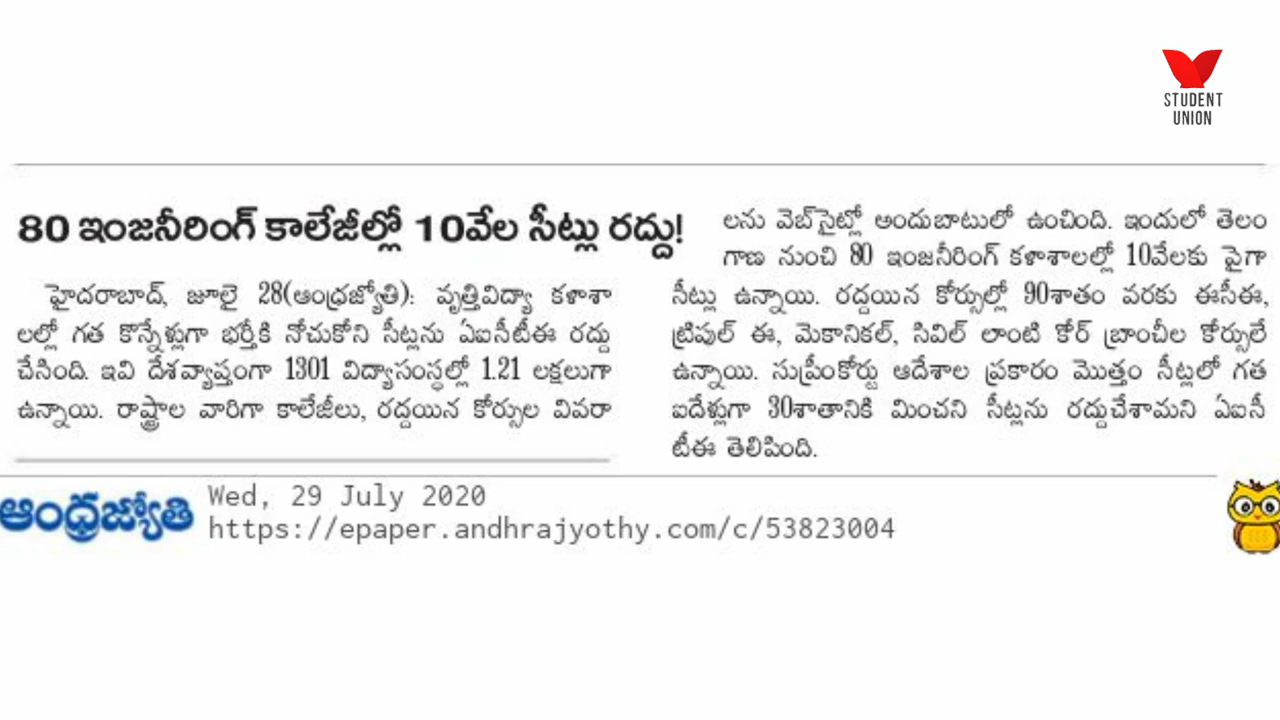 STUDENT
UNION
80 ఇంజనీరింగ్ కాలేజీల్లో 10వేల సీట్లు రద్దు!
హైదరాబాద్, జూలై 28(ఆంధ్రజ్యోతి): వృత్తివిద్యా కళాశా
లల్లో గత కొన్నేళ్లుగా భర్తీకి నోచుకోని సీట్లను ఏఐసీటీఈ రద్దు
చేసింది. ఇవి దేశవ్యాప్తంగా 1301 విద్యాసంస్థల్లో 1.21 లక్షలుగా
ఉన్నాయి. రాష్ట్రాల వారిగా కాలేజీలు, రద్దయిన కోర్సుల వివరా
లను వెబ్‌సైట్లో అందుబాటులో ఉంచింది. ఇందులో తెలం
గాణ నుంచి 80 ఇంజనీరింగ్ కళాశాలల్లో 10వేలకు పైగా
సీట్లు ఉన్నాయి. రద్దయిన కోర్సుల్లో 90శాతం వరకు ఈసీఈ,
ట్రిపుల్ ఈ, మెకానికల్, సివిల్ లాంటి కోర్ బ్రాంచీల కోర్సులే
ఉన్నాయి. సుప్రీంకోర్టు ఆదేశాల ప్రకారం మొత్తం సీట్లలో గత
ఐదేళ్లుగా 30శాతానికి మించని సీట్లను రద్దుచేశామని ఏఐసీ
టీఈ తెలిపింది.
ఆంధ్రజ్యోతి
Wed, 29 July 2020
https://epaper.andhrajyothy.com/c/53823004